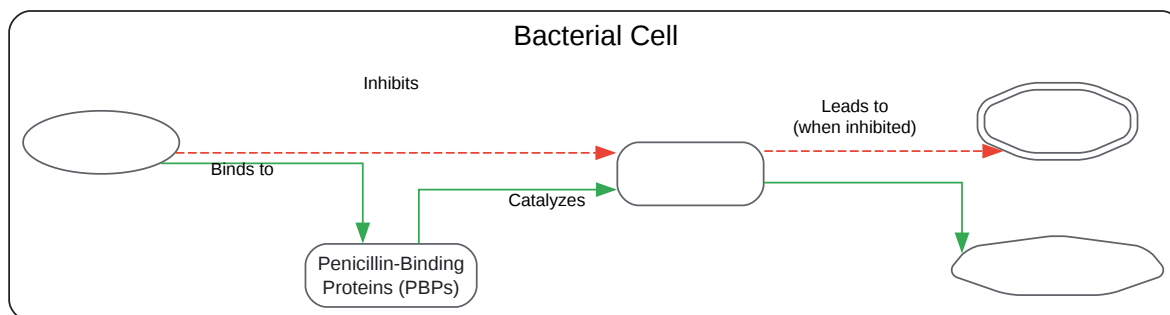 Bacterial Cell
Inhibits
Leads to
(when inhibited)
Binds to
Catalyzes
Penicillin-Binding
Proteins (PBPs)